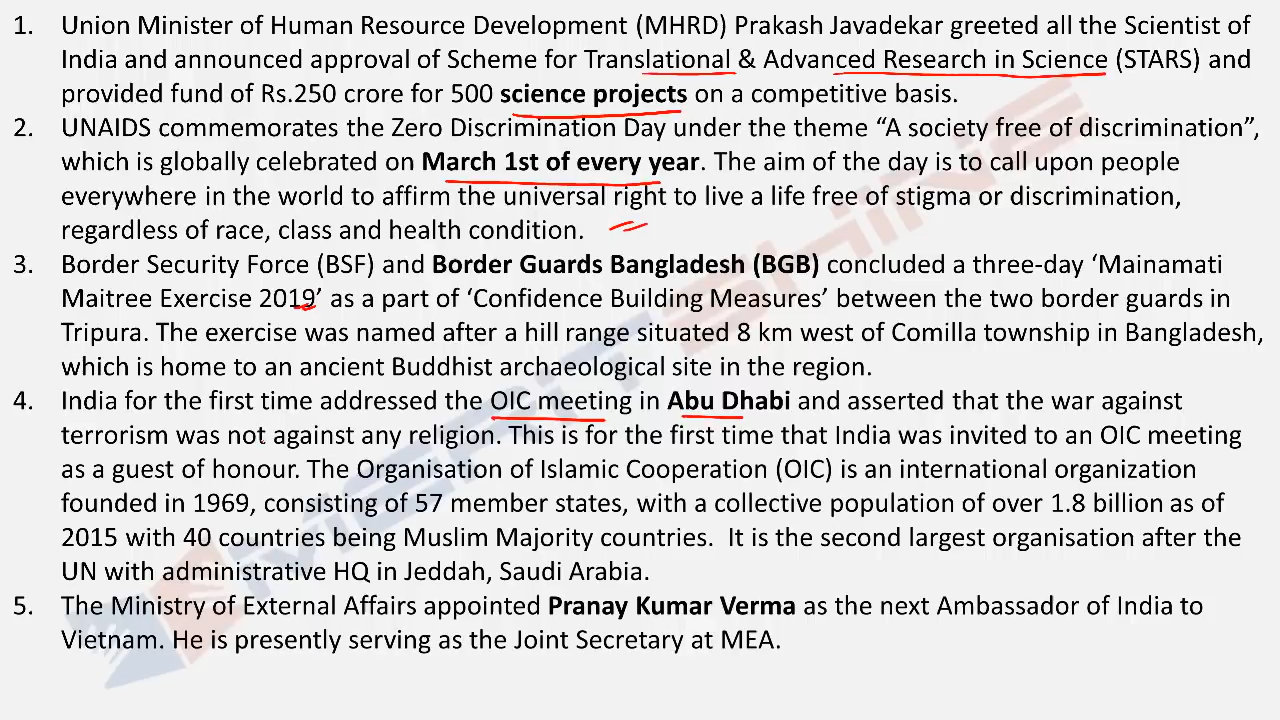 1. Union Minister of Human Resource Development (MHRD) Prakash Javadekar greeted all the Scientist of
India and announced approval of Scheme for Translational & Advanced Research in Science (STARS) and
provided fund of Rs.250 crore for 500 science projects on a competitive basis.
2. UNAIDS commemorates the Zero Discrimination Day under the theme “A society free of discrimination”,
which is globally celebrated on March 1st of every year. The aim of the day is to call upon people
everywhere in the world to affirm the universal right to live a life free of stigma or discrimination,
regardless of race, class and health condition.
3. Border Security Force (BSF) and Border Guards Bangladesh (BGB) concluded a three-day ‘Mainamati
Maitree Exercise 2019’ as a part of ‘Confidence Building Measures’ between the two border guards in
Tripura. The exercise was named after a hill range situated 8 km west of Comilla township in Bangladesh,
which is home to an ancient Buddhist archaeological site in the region.
4. India for the first time addressed the OIC meeting in Abu Dhabi and asserted that the war against
terrorism was not against any religion. This is for the first time that India was invited to an OIC meeting
as a guest of honour. The Organisation of Islamic Cooperation (OIC) is an international organization
founded in 1969, consisting of 57 member states, with a collective population of over 1.8 billion as of
2015 with 40 countries being Muslim Majority countries. It is the second largest organisation after the
UN with administrative HQ in Jeddah, Saudi Arabia.
5. The Ministry of External Affairs appointed Pranay Kumar Verma as the next Ambassador of India to
Vietnam. He is presently serving as the Joint Secretary at MEA.